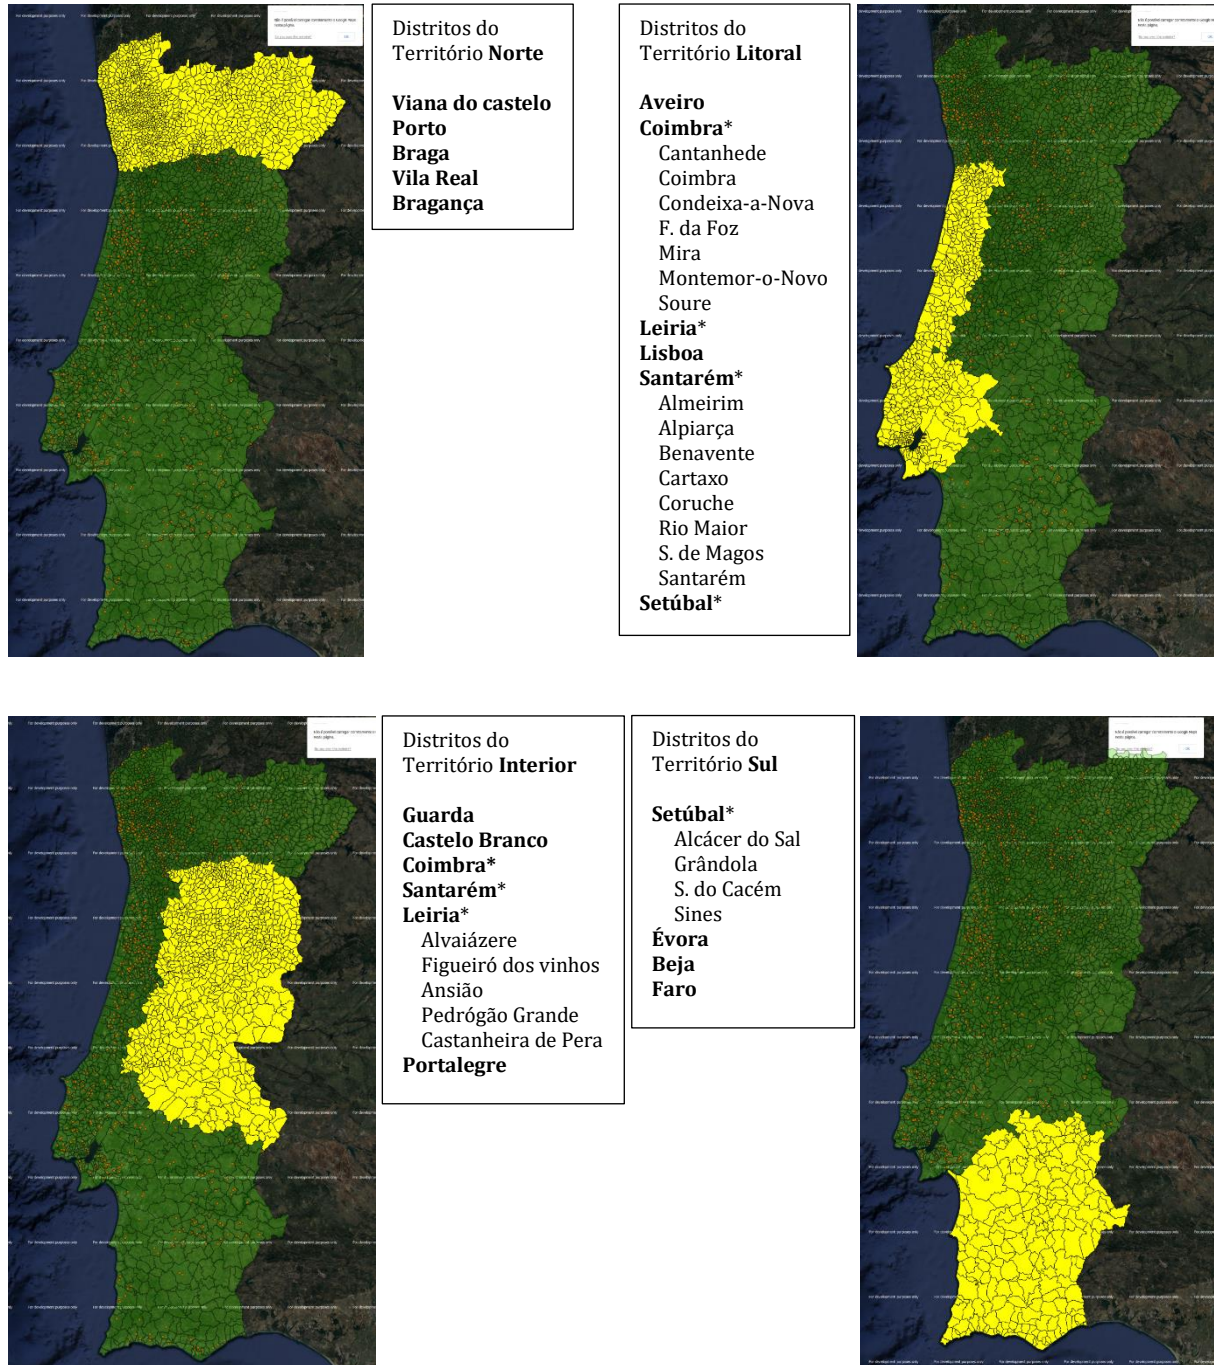 Distritos do
Território Norte
Viana do castelo
Porto
Braga
Vila Real
Bragança
Distritos do
Território Litoral
Aveiro
Coimbra*
Cantanhede
Coimbra
Condeixa-a-Nova
F. da Foz
Mira
Montemor-o-Novo
Soure
Leiria*
Lisboa
Santarém*
Almeirim
Alpiarça
Benavente
Cartaxo
Coruche
Rio Maior
S. de Magos
Santarém
Setúbal*
Distritos do
Território Interior
Guarda
Castelo Branco
Coimbra*
Santarém*
Leiria*
Alvaiázere
Figueiró dos vinhos
Ansião
Pedrógão Grande
Castanheira de Pera
Portalegre
Distritos do
Território Sul
Setúbal*
Alcácer do Sal
Grândola
S. do Cacém
Sines
Évora
Beja
Faro